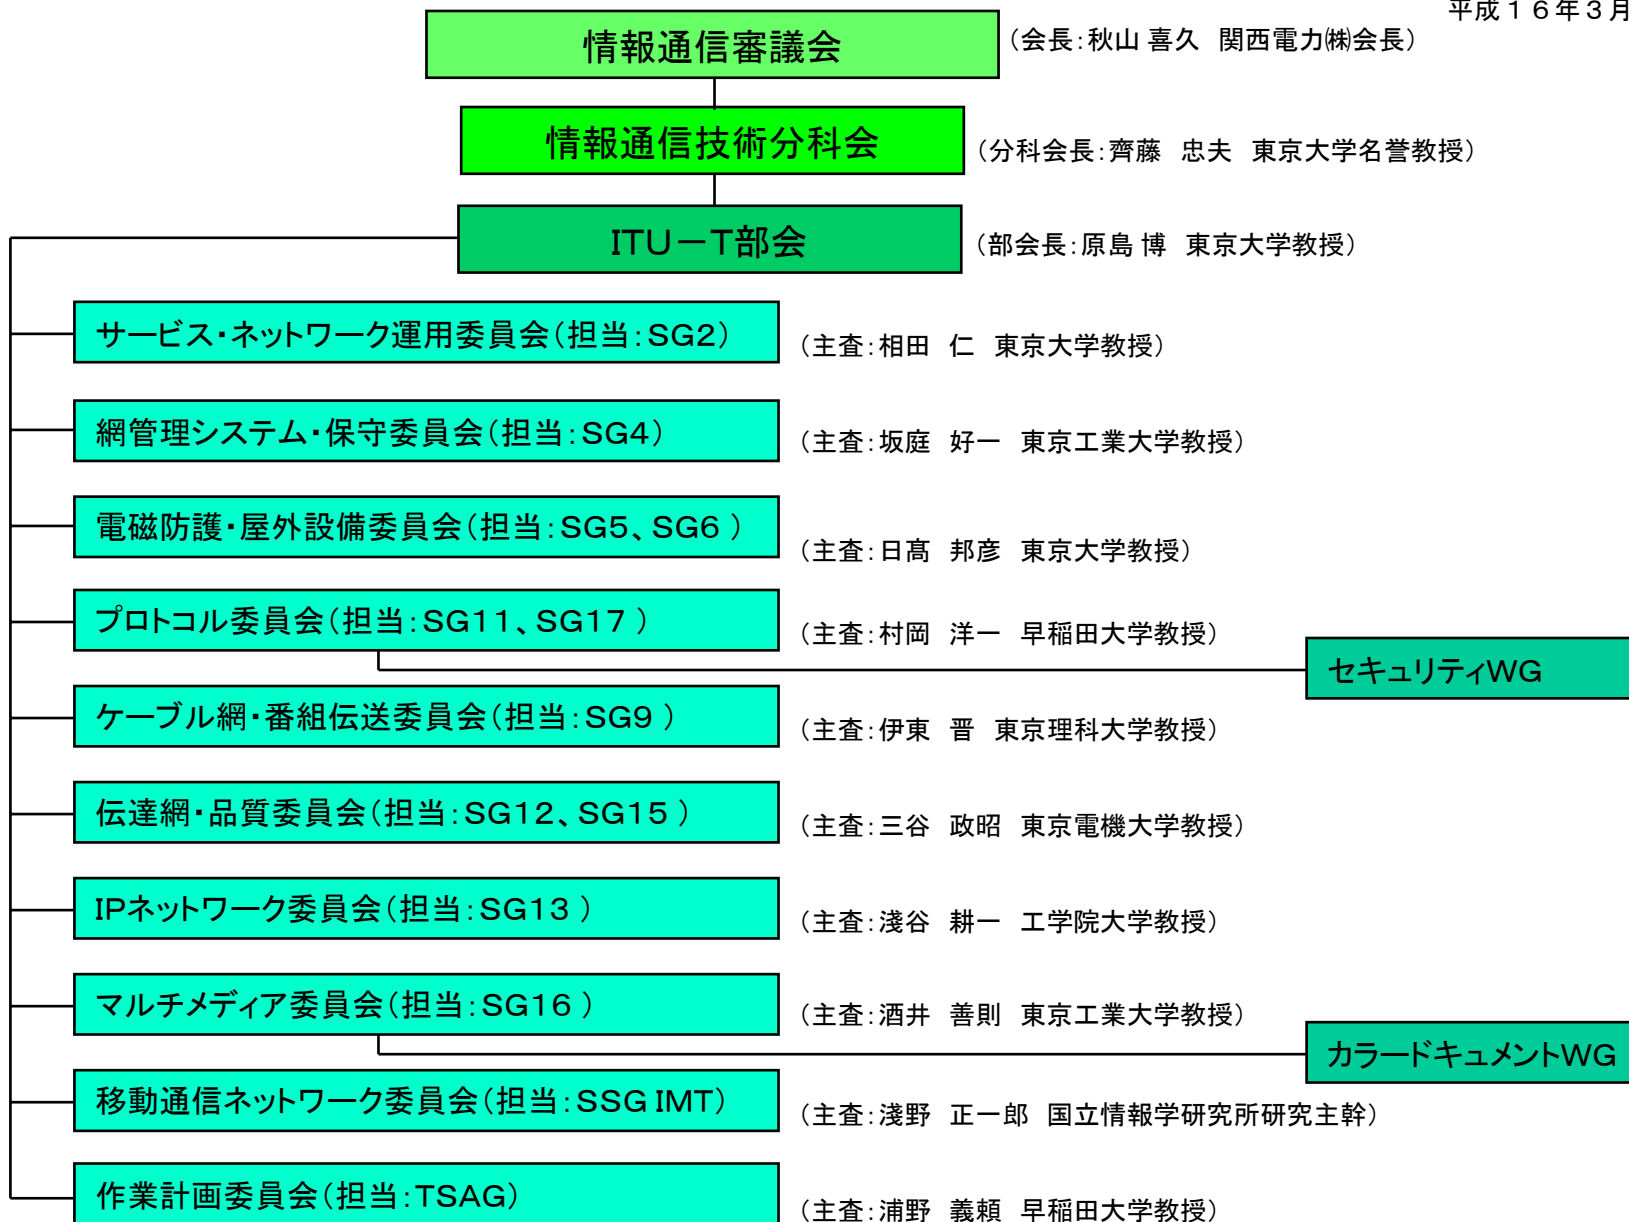 平成１６年３月
情報通信審議会
（会長：秋山 喜久　関西電力㈱会長）
情報通信技術分科会
（分科会長：齊藤　忠夫　東京大学名誉教授）
ITU－T部会
（部会長：原島 博　東京大学教授）
サービス・ネットワーク運用委員会（担当：SG2）
（主査：相田　仁　東京大学教授）
網管理システム・保守委員会（担当：SG4）
（主査：坂庭　好一　東京工業大学教授）
電磁防護・屋外設備委員会（担当：SG5、SG6 ）
（主査：日髙　邦彦　東京大学教授）
プロトコル委員会（担当：SG11、SG17 ）
（主査：村岡　洋一　早稲田大学教授）
セキュリティWG
ケーブル網・番組伝送委員会（担当：SG9 ）
（主査：伊東　晋　東京理科大学教授）
伝達網・品質委員会（担当：SG12、SG15 ）
（主査：三谷　政昭　東京電機大学教授）
IPネットワーク委員会（担当：SG13 ）
（主査：淺谷　耕一　工学院大学教授）
マルチメディア委員会（担当：SG16 ）
（主査：酒井　善則　東京工業大学教授）
カラードキュメントWG
移動通信ネットワーク委員会（担当：SSG IMT）
（主査：淺野　正一郎　国立情報学研究所研究主幹）
作業計画委員会（担当：TSAG）
（主査：浦野　義頼　早稲田大学教授）